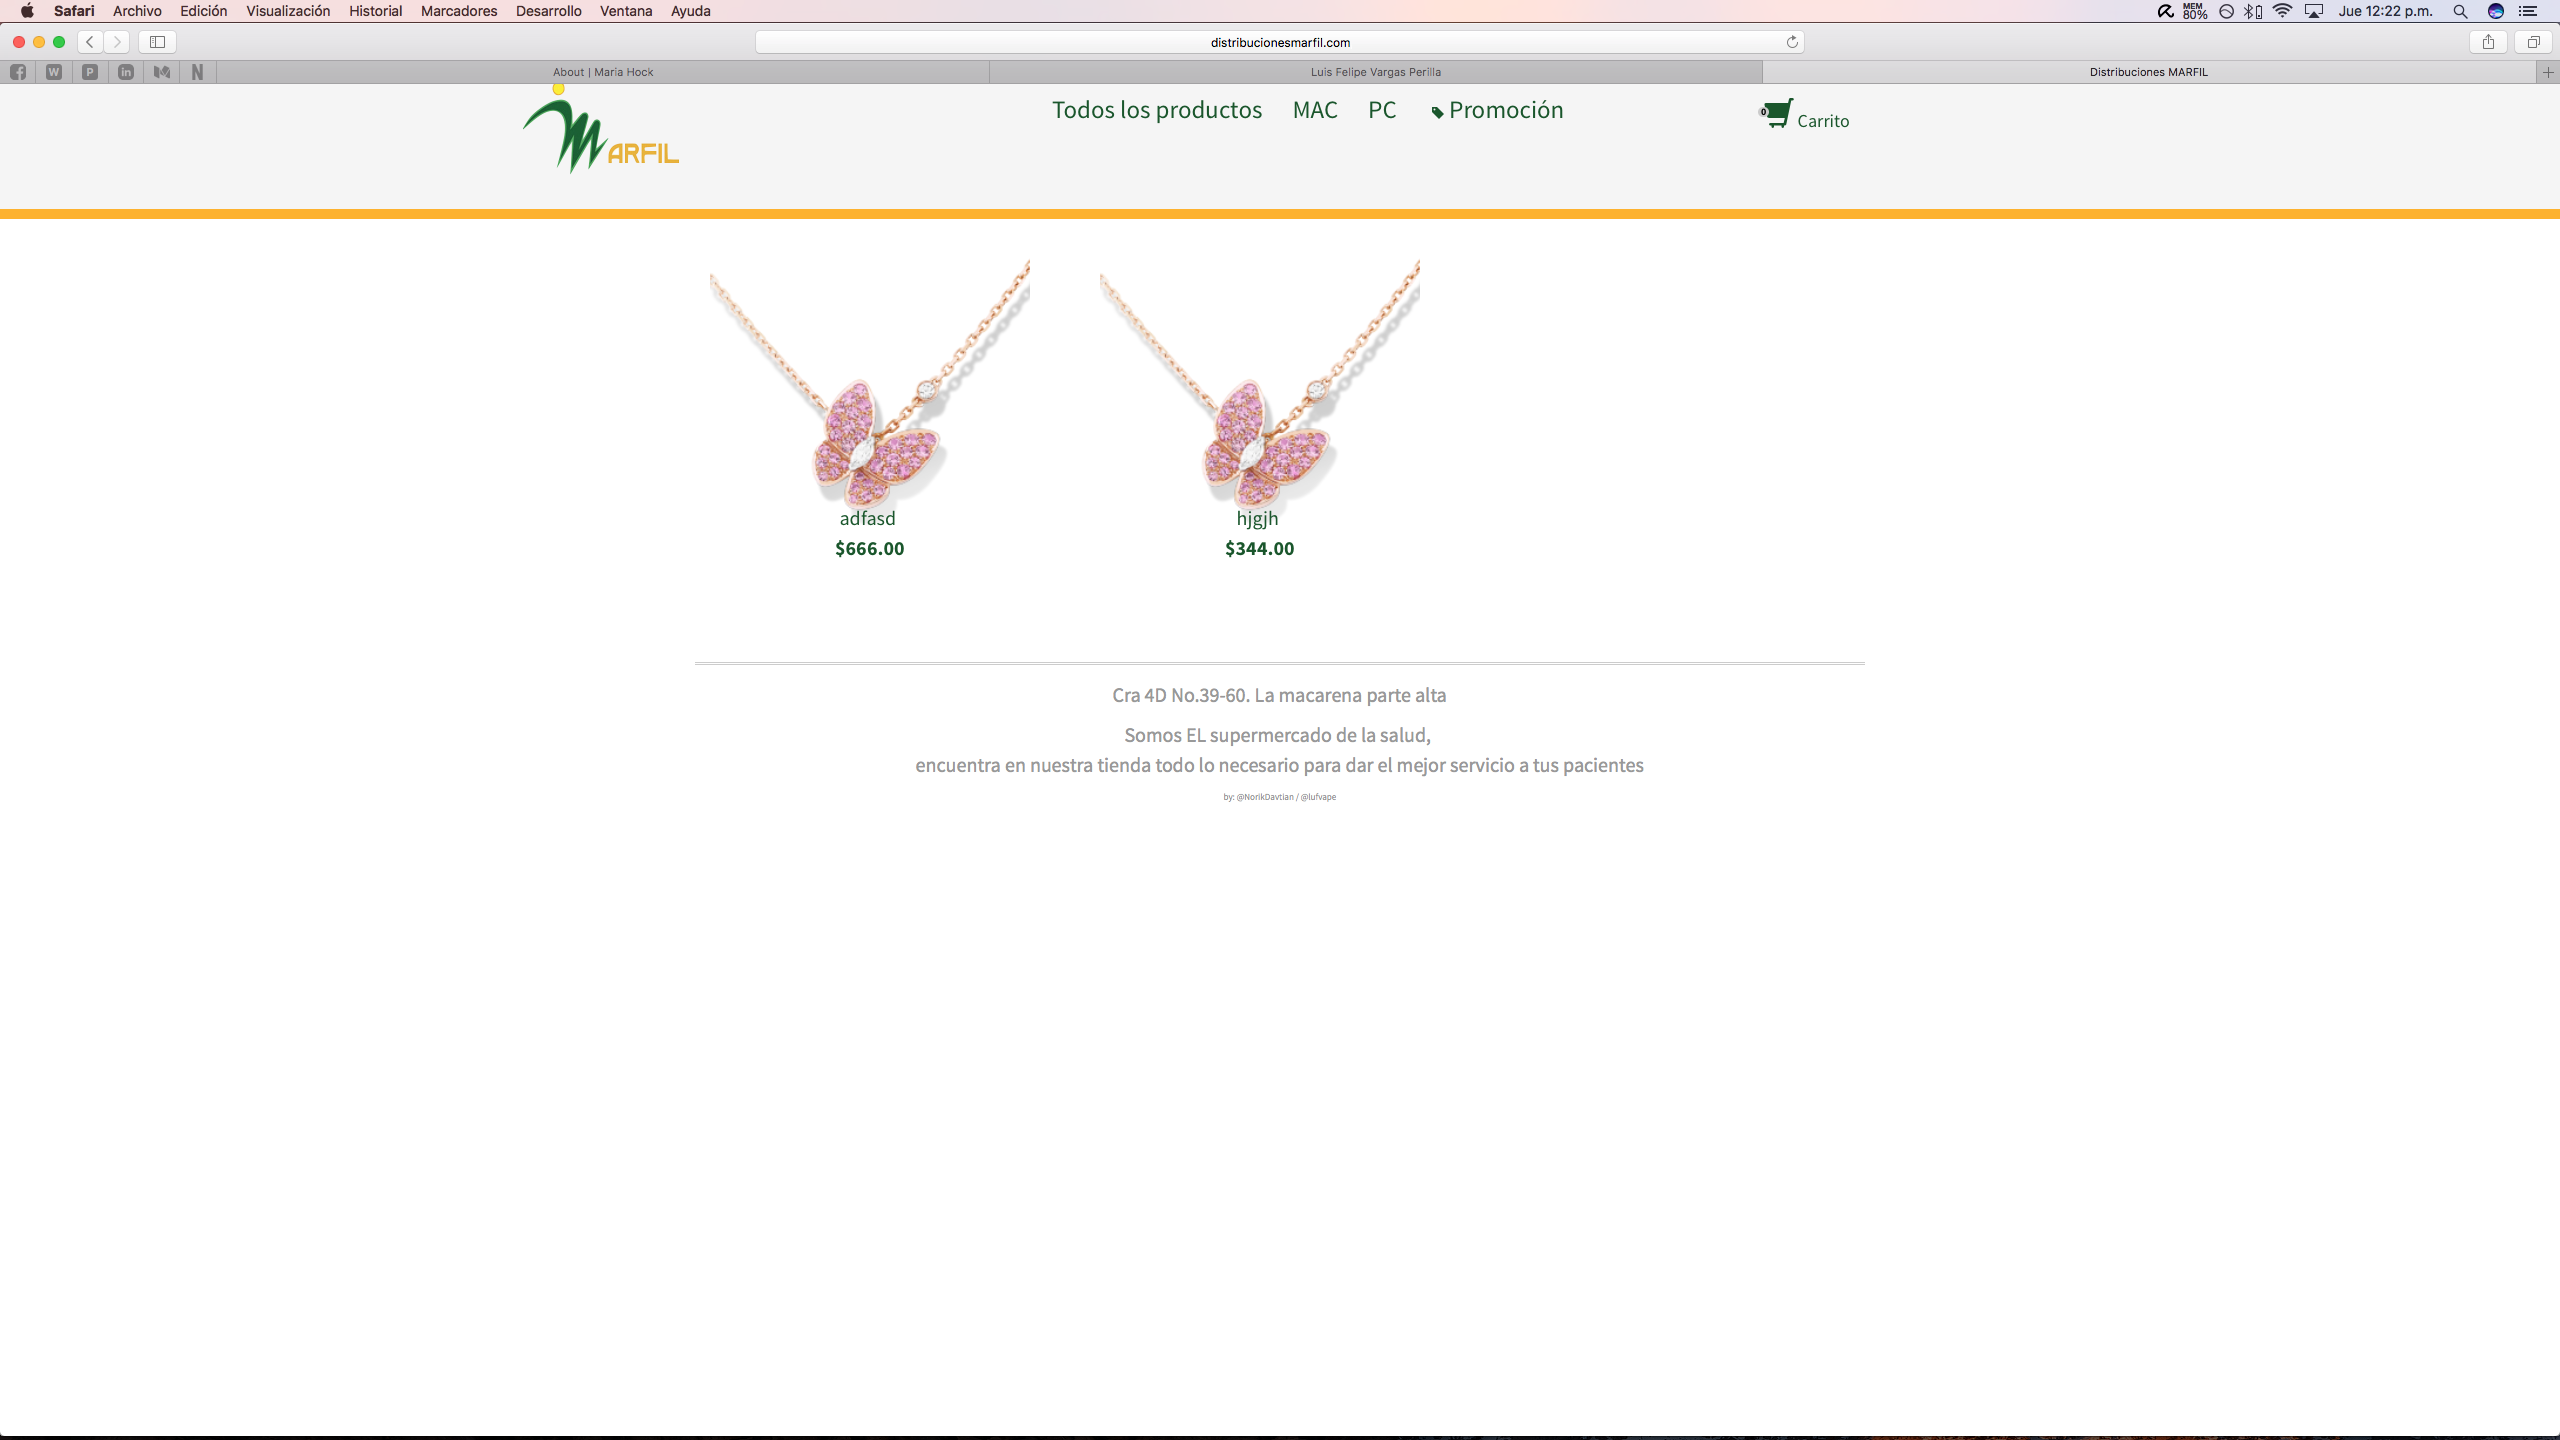 Safari Archivo Edición Visualización Historial Marcadores Desarrollo Ventana Ayuda MEM 80% Jue 12:22 p.m.
distribucionesmarfil.com
About | Maria Hock Luis Felipe Vargas Perilla Distribuciones MARFIL
MARFIL
Todos los productos MAC PC Promoción 0 Carrito
adfasd hjgjh
$666.00 $344.00
Cra 4D No.39-60. La macarena parte alta
Somos EL supermercado de la salud,
encuentra en nuestra tienda todo lo necesario para dar el mejor servicio a tus pacientes
by: @NorikDavtian / @lufvape